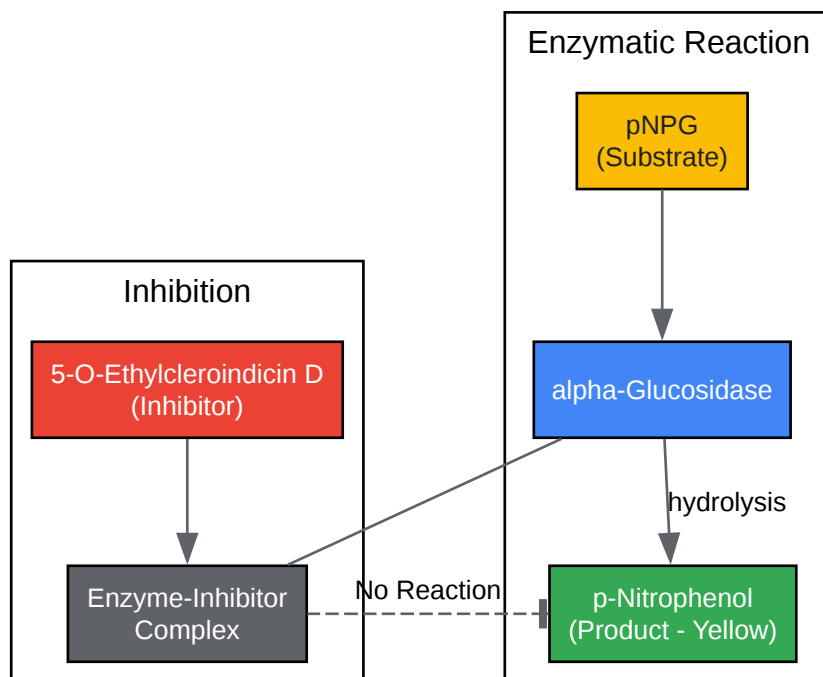 Enzymatic Reaction
pNPG
(Substrate)
Inhibition
5-O-Ethylcleroindicin D
(Inhibitor)
alpha-Glucosidase
hydrolysis
Enzyme-Inhibitor
Complex
No Reaction
p-Nitrophenol
(Product - Yellow)